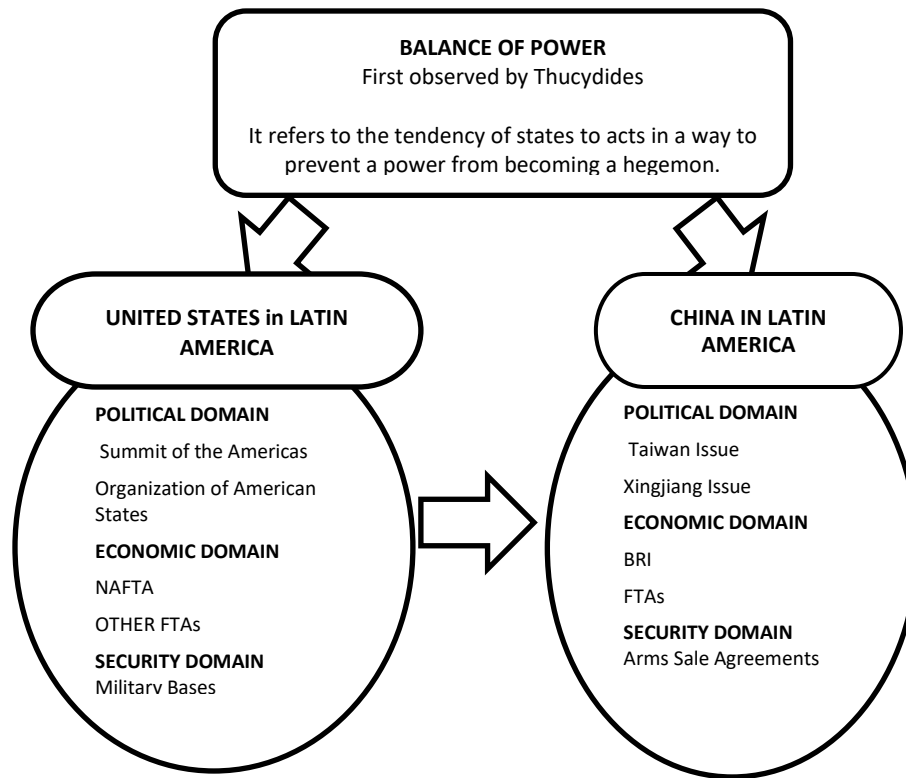 BALANCE OF POWER
First observed by Thucydides
It refers to the tendency of states to acts in a way to
prevent a power from becoming a hegemon.
UNITED STATES in LATIN
AMERICA
POLITICAL DOMAIN
Summit of the Americas
Organization of American
States
ECONOMIC DOMAIN
NAFTA
OTHER FTAs
SECURITY DOMAIN
Military Bases
CHINA IN LATIN
AMERICA
POLITICAL DOMAIN
Taiwan Issue
Xingjiang Issue
ECONOMIC DOMAIN
BRI
FTAs
SECURITY DOMAIN
Arms Sale Agreements